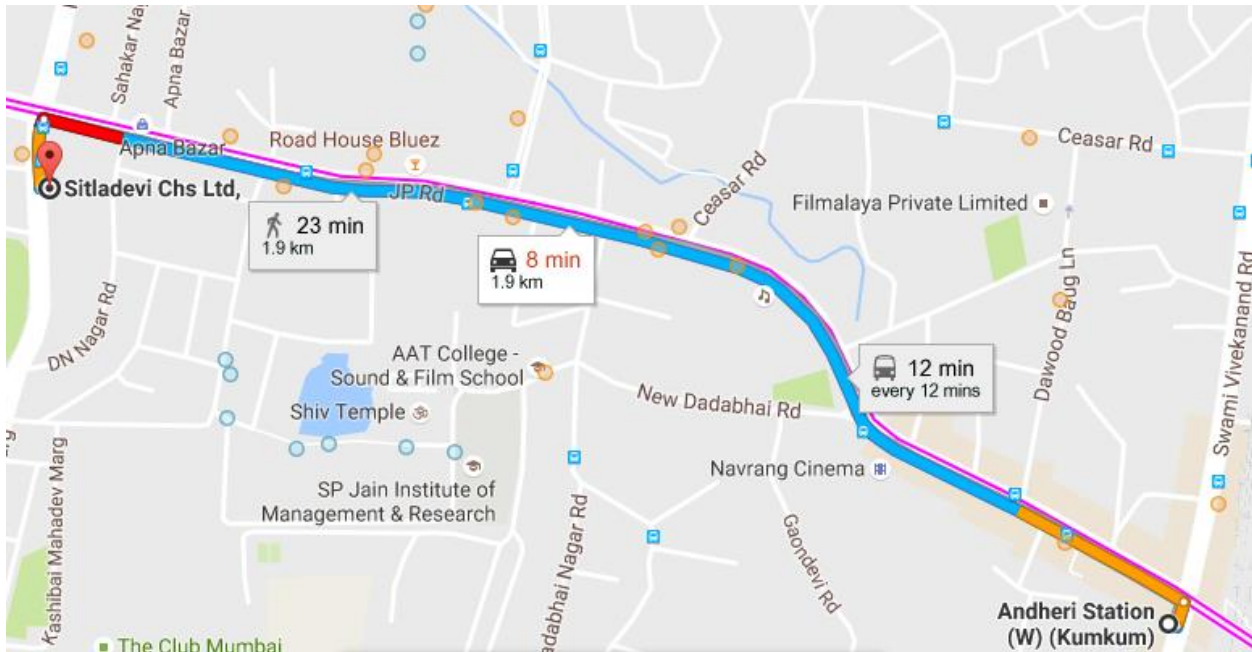 Sahakar Nag
Apna Bazar
Apna Bazar
Road House Bluez
JP Rd
Sitladevi Chs Ltd,
23 min
1.9 km
8 min
1.9 km
Ceasar Rd
Ceasar Rd
Filmalaya Private Limited
Swami Vivekanand Rd
Dawood Baug Ln
DN Nagar Rd
AAT College -
Sound & Film School
12 min
every 12 mins
New Dadabhai Rd
Shiv Temple
Navrang Cinema
SP Jain Institute of
Management & Research
Kashibai Mahadev Marg
adabhai Nagar Rd
Gaondevi Rd
Andheri Station
(W) (Kumkum)
The Club Mumbai